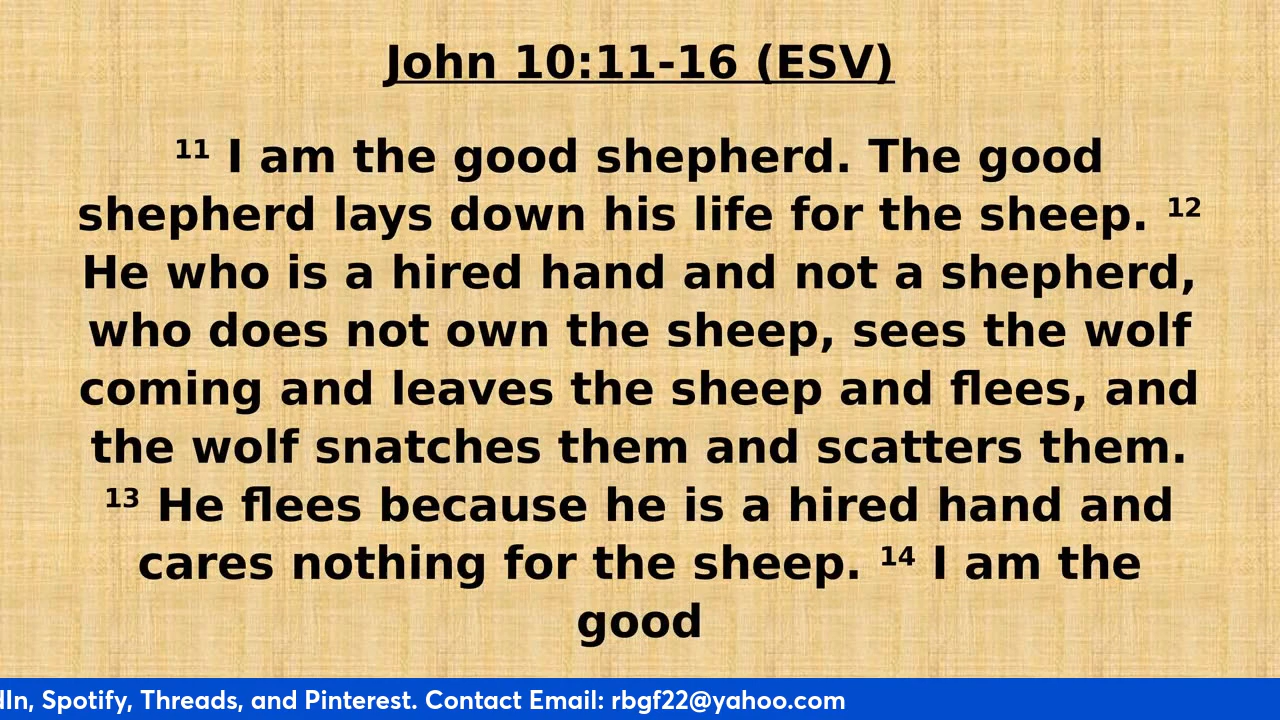 John 10:11-16 (ESV)
¹¹ I am the good shepherd. The good
shepherd lays down his life for the sheep. ¹²
He who is a hired hand and not a shepherd,
who does not own the sheep, sees the wolf
coming and leaves the sheep and flees, and
the wolf snatches them and scatters them.
¹³ He flees because he is a hired hand and
cares nothing for the sheep. ¹⁴ I am the
good
In, Spotify, Threads, and Pinterest. Contact Email: rbgf22@yahoo.com